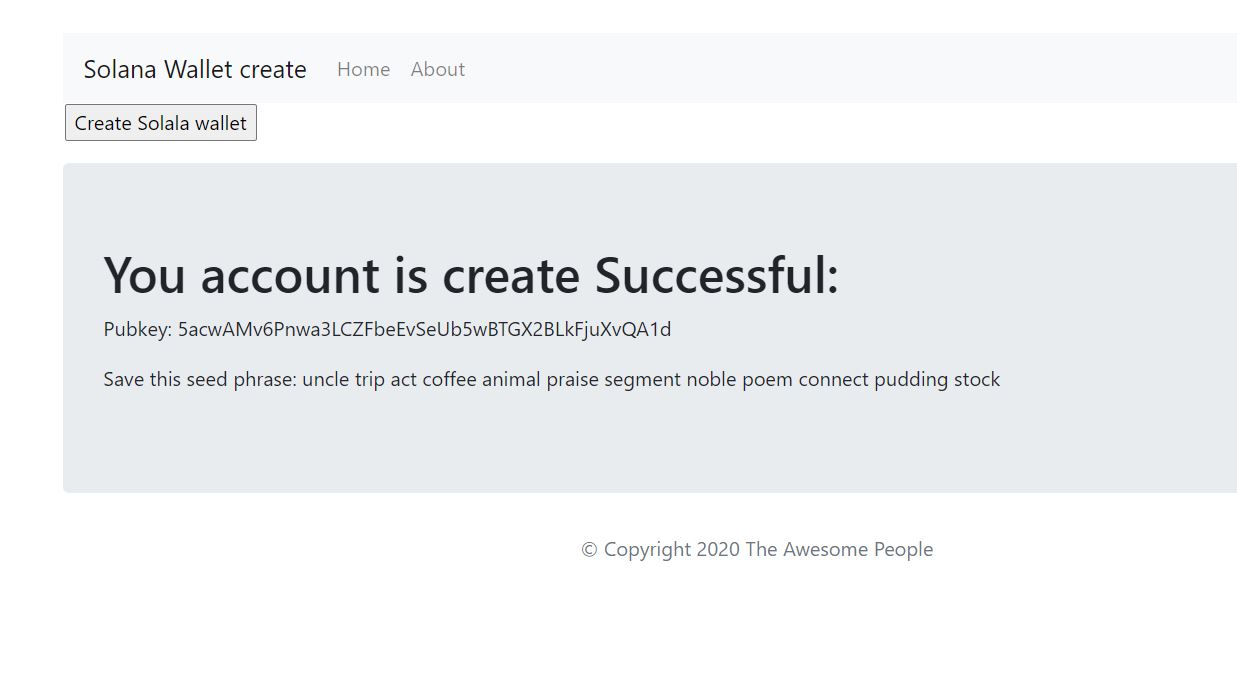 Solana Wallet create Home About
Create Solala wallet
You account is create Successful:
Pubkey: 5acwAMv6Pnwa3LCZFbeEvSeUb5wBTGX2BLkFjuXvQA1d
Save this seed phrase: uncle trip act coffee animal praise segment noble poem connect pudding stock
© Copyright 2020 The Awesome People